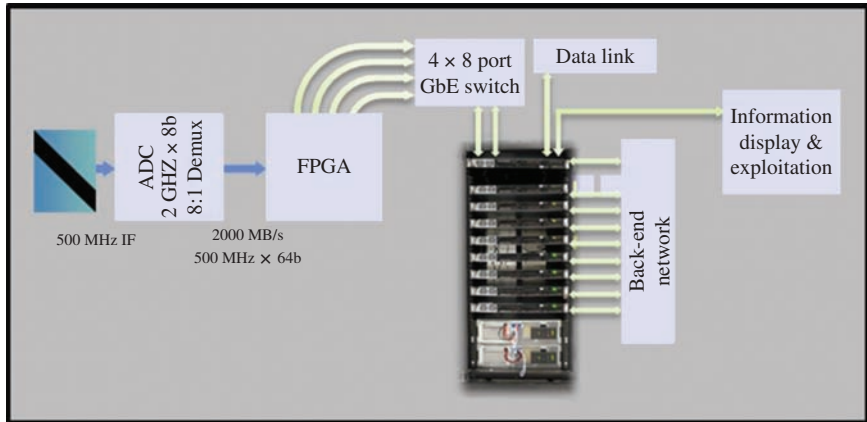 4 × 8 port
GbE switch
Data link
Information
display &
exploitation
ADC
2 GHZ × 8b
8:1 Demux
FPGA
500 MHz IF
2000 MB/s
500 MHz × 64b
Back-end
network